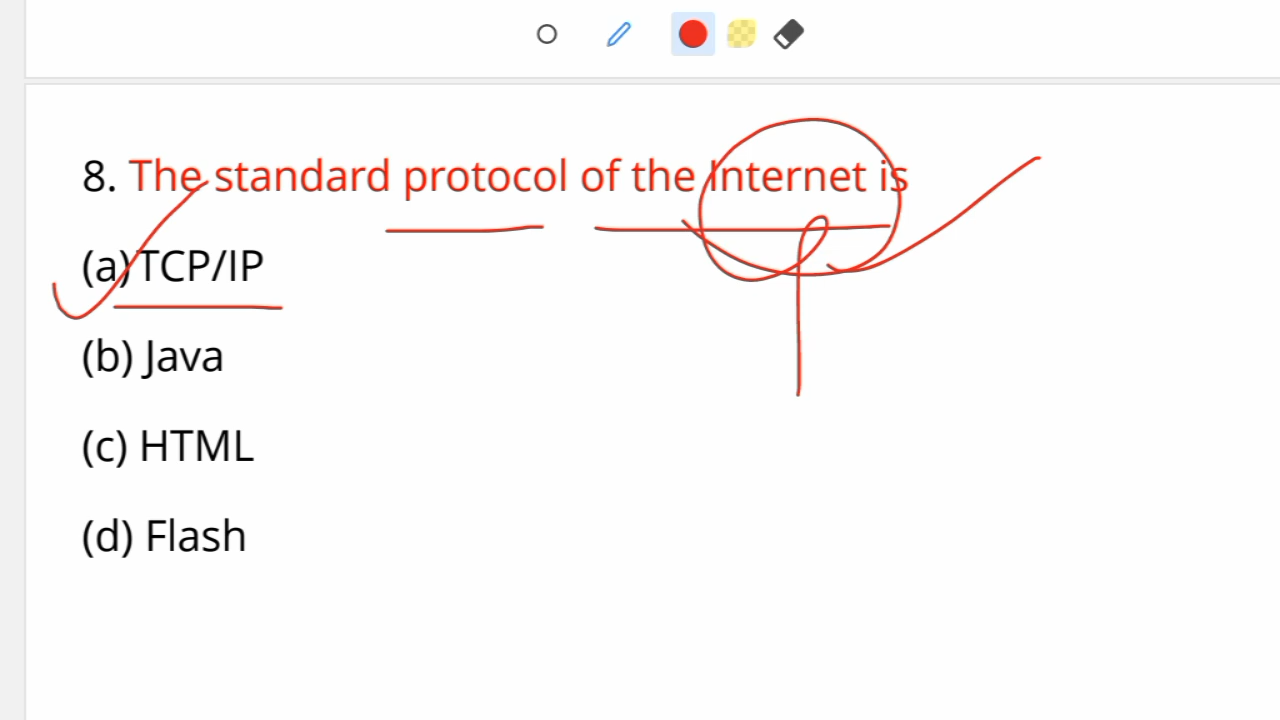 8. The standard protocol of the Internet is
(a) TCP/IP
(b) Java
(c) HTML
(d) Flash